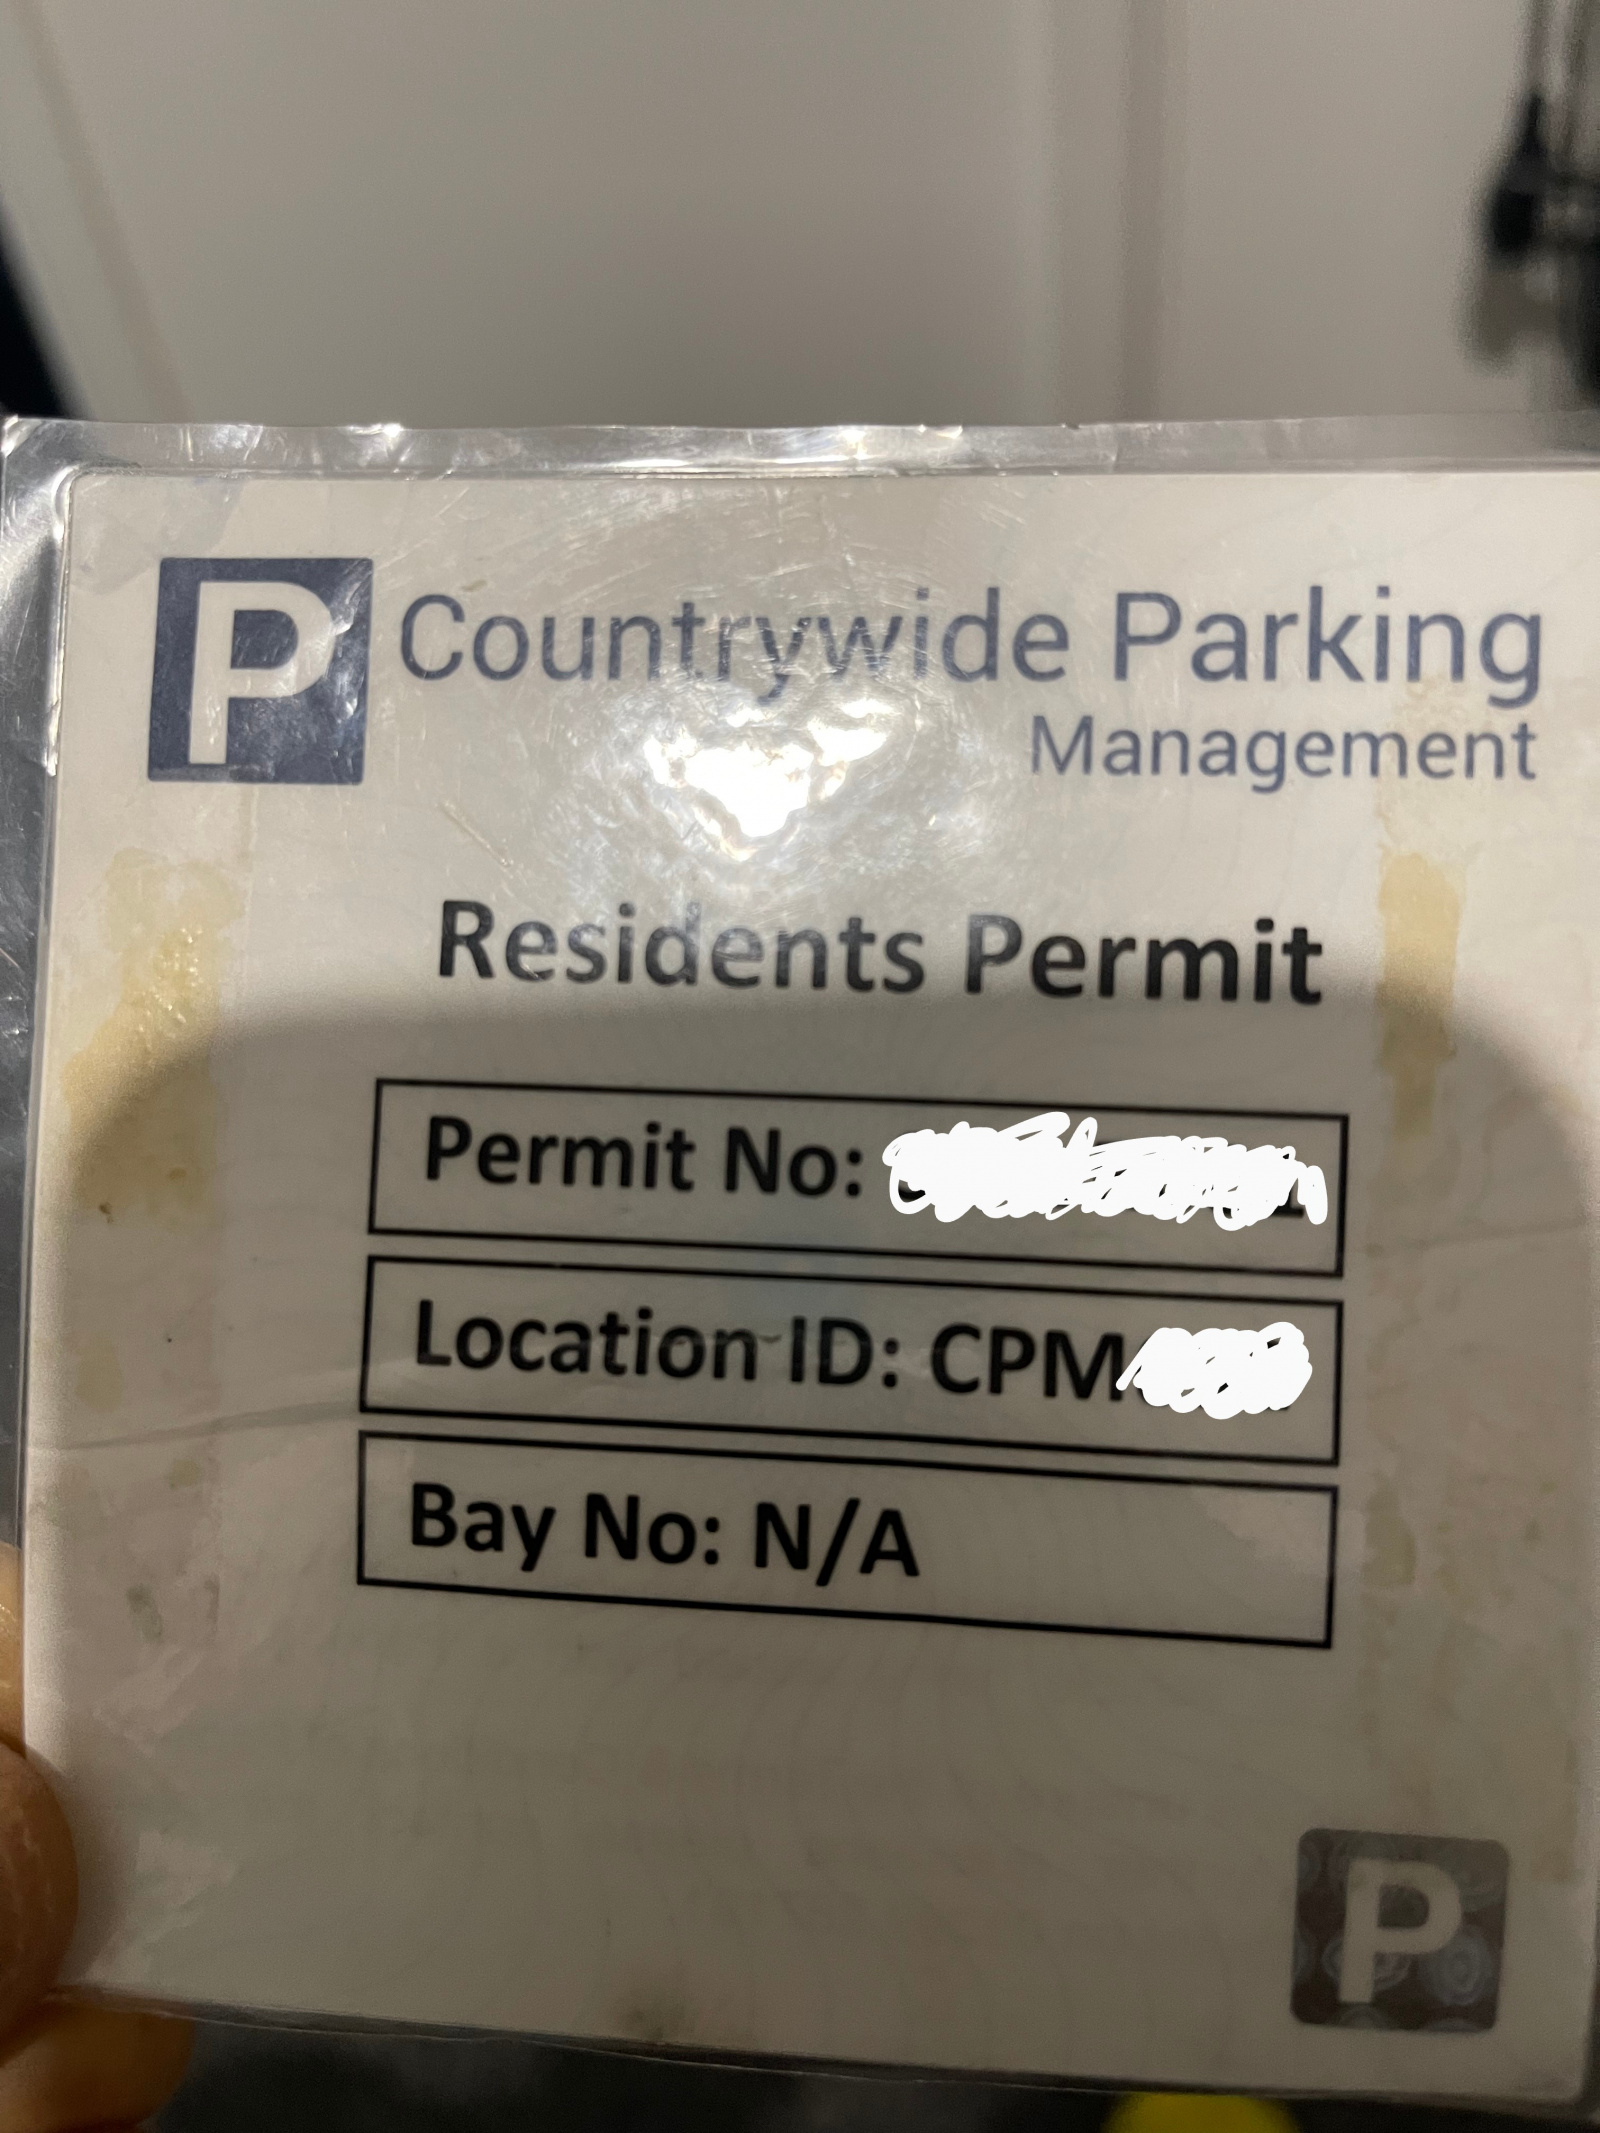 P Countrywide Parking
Management
Residents Permit
Permit No:
Location ID: CPM
Bay No: N/A
P